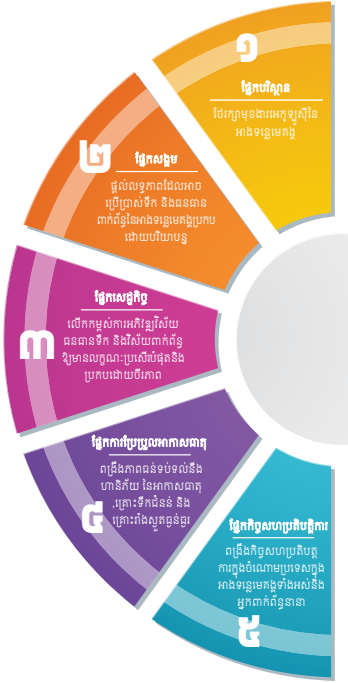 ១
ផ្នែកបរិស្ថាន
ថែរក្សាមុខងារអេកូឡូស៊ីនៃ
អាងទន្លេមេគង្គ
២
ផ្នែកសង្គម
ផ្តល់លទ្ធភាពដែលអាច
ប្រើប្រាស់ទឹក និងធនធាន
ពាក់ព័ន្ធនៃអាងទន្លេមេគង្គប្រកប
ដោយបរិយាបន្ន
៣
ផ្នែកសេដ្ឋកិច្ច
លើកកម្ពស់ការអភិវឌ្ឍវិស័យ
ធនធានទឹក និងវិស័យពាក់ព័ន្ធ
ឱ្យមានលក្ខណៈប្រសើរបំផុតនិង
ប្រកបដោយចីរភាព
៤
ផ្នែកការប្រែប្រួលអាកាសធាតុ
ពង្រឹងភាពធន់ទប់ទល់នឹង
ហានិភ័យ នៃអាកាសធាតុ
,គ្រោះទឹកជំនន់ និង
គ្រោះរាំងស្ងួតធ្ងន់ធ្ងរ
៥
ផ្នែកកិច្ចសហប្រតិបត្តិការ
ពង្រឹងកិច្ចសហប្រតិបត្ត
ការក្នុងចំណោមប្រទេសក្នុង
អាងទន្លេមេគង្គទាំងអស់និង
អ្នកពាក់ព័ន្ធនានា